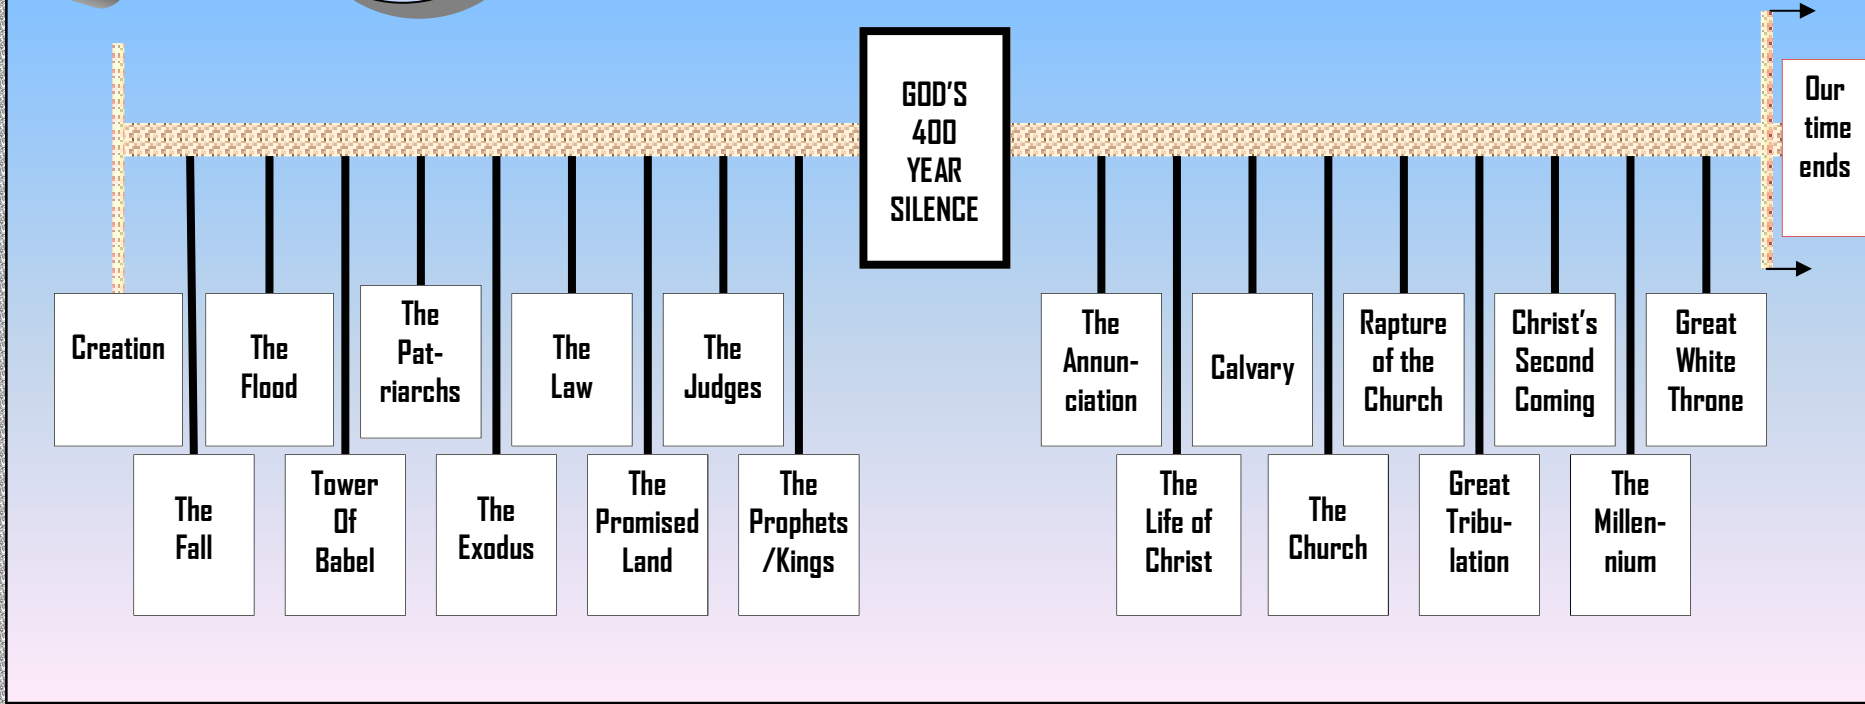 GOD'S
400
YEAR
SILENCE
Our
time
ends
Creation
The
Fall
The
Flood
Tower
Of
Babel
The
Pat-
riarchs
The
Exodus
The
Law
The
Promised
Land
The
Judges
The
Prophets
/Kings
The
Annun-
ciation
The
Life of
Christ
Calvary
The
Church
Rapture
of the
Church
Great
Tribu-
lation
Christ's
Second
Coming
The
Millen-
nium
Great
White
Throne